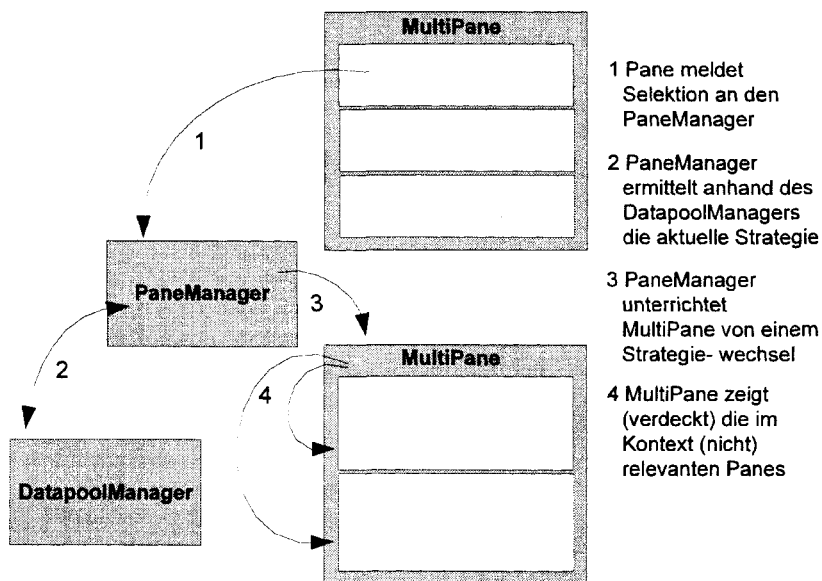 MultiPane
1
PaneManager
3
2
MultiPane
4
DatapoolManager
1 Pane meldet
Selektion an den
PaneManager
2 PaneManager
ermittelt anhand des
DatapoolManagers
die aktuelle Strategie
3 PaneManager
unterrichtet
MultiPane von einem
Strategie- wechsel
4 MultiPane zeigt
(verdeckt) die im
Kontext (nicht)
relevanten Panes